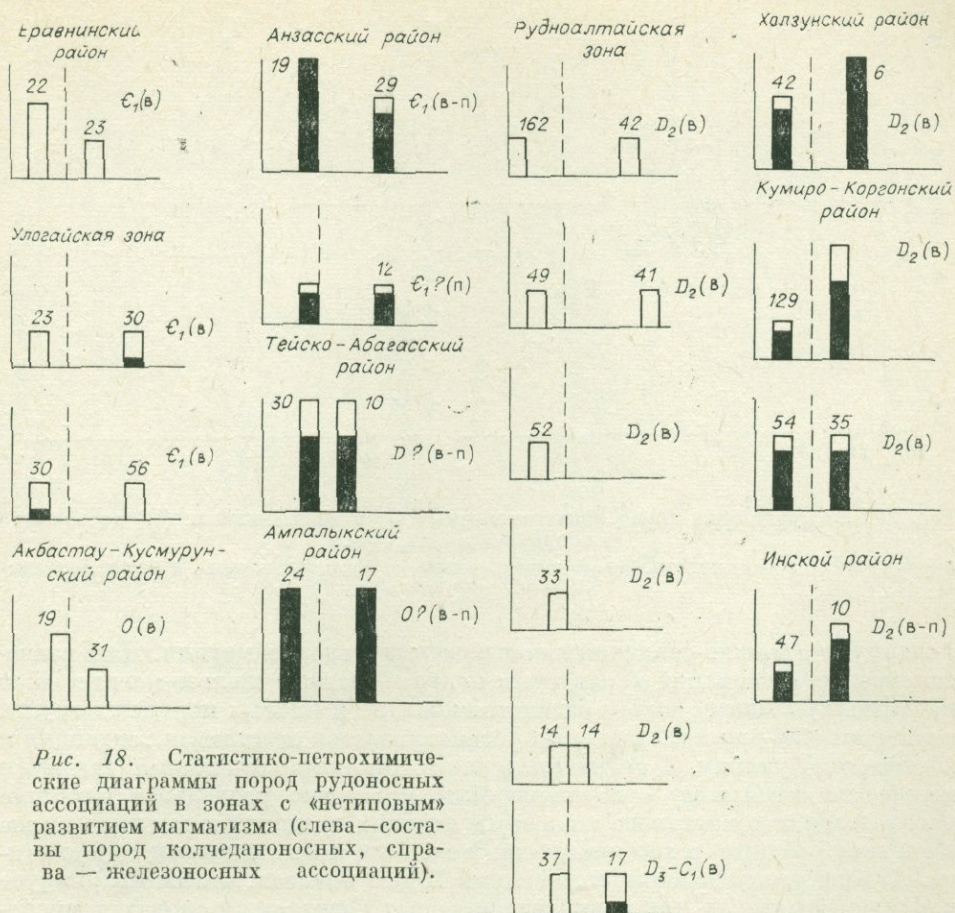 Еравнинский
район
22
Є₁(в)
23
Улогайская зона
23
30
Є₁(в)
30
56
Є₁(в)
Акбастау-Кусмурун-
ский район
19
О(в)
31
Анзасский район
19
29
Є₁(в-п)
12
Є₁?(п)
Тейско-Абагасский
район
30
10
D?(в-п)
Ампалыкский
район
24
17
О?(в-п)
Рудноалтайская
зона
162
42
D₂(в)
49
41
D₂(в)
52
D₂(в)
33
D₂(в)
14
14
D₂(в)
37
17
D₃-C₁(в)
Холзунский район
42
6
D₂(в)
Кумиро-Коргонский
район
D₂(в)
129
54
35
D₂(в)
Инской район
10
47
D₂(в-п)
Рис. 18. Статистико-петрохимиче-
ские диаграммы пород рудоносных
ассоциаций в зонах с «нетиповым»
развитием магматизма (слева—соста-
вы пород колчеданоносных, спра-
ва — железоносных ассоциаций).